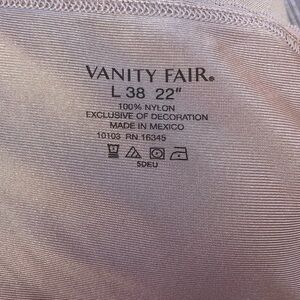 VANITY FAIR®
L 38 22"
100% NYLON
EXCLUSIVE OF DECORATION
MADE IN MEXICO
10103 RN 16345
SDEU